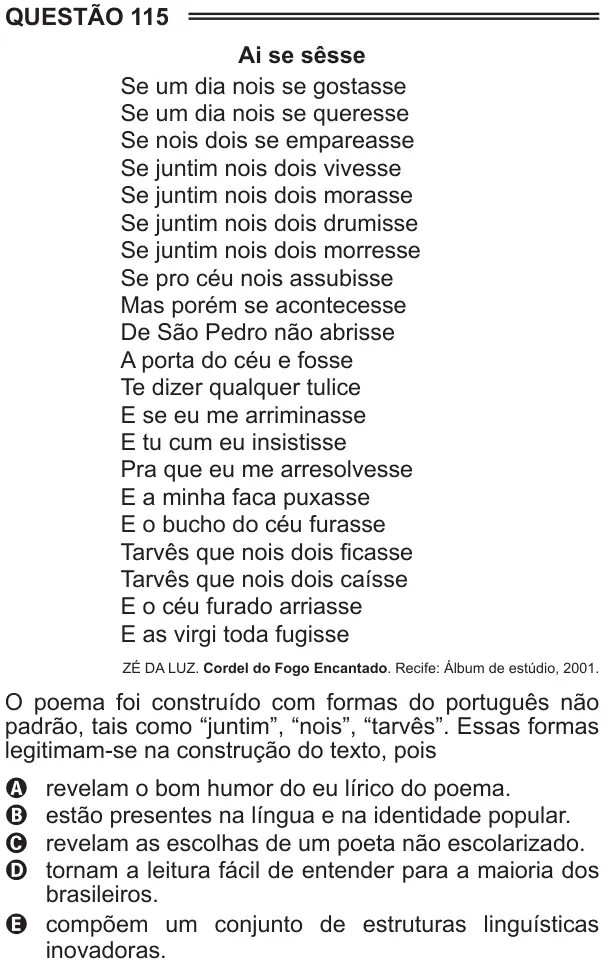 QUESTÃO 115
Ai se sêsse
Se um dia nois se gostasse
Se um dia nois se queresse
Se nois dois se empareasse
Se juntim nois dois vivesse
Se juntim nois dois morasse
Se juntim nois dois drumisse
Se juntim nois dois morresse
Se pro céu nois assubisse
Mas porém se acontecesse
De São Pedro não abrisse
A porta do céu e fosse
Te dizer qualquer tulice
E se eu me arriminasse
E tu cum eu insistisse
Pra que eu me arresolvesse
E a minha faca puxasse
E o bucho do céu furasse
Tarvês que nois dois ficasse
Tarvês que nois dois caísse
E o céu furado arriasse
E as virgi toda fugisse
ZÉ DA LUZ. Cordel do Fogo Encantado. Recife: Álbum de estúdio, 2001.
O poema foi construído com formas do português não
padrão, tais como “juntim”, “nois”, “tarvês”. Essas formas
legitimam-se na construção do texto, pois
A revelam o bom humor do eu lírico do poema.
B estão presentes na língua e na identidade popular.
C revelam as escolhas de um poeta não escolarizado.
D tornam a leitura fácil de entender para a maioria dos
brasileiros.
E compõem um conjunto de estruturas linguísticas
inovadoras.